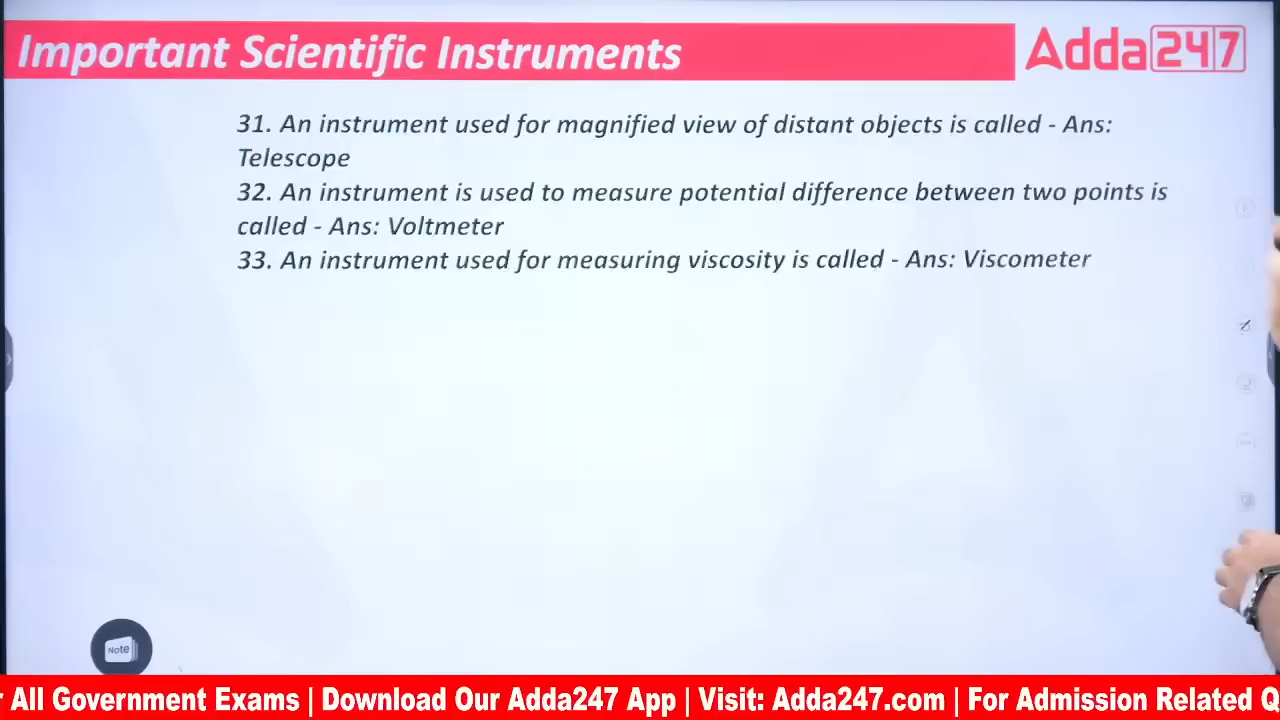 Important Scientific Instruments
Adda247
31. An instrument used for magnified view of distant objects is called - Ans:
Telescope
32. An instrument is used to measure potential difference between two points is
called - Ans: Voltmeter
33. An instrument used for measuring viscosity is called - Ans: Viscometer
Note
All Government Exams | Download Our Adda247 App | Visit: Adda247.com | For Admission Related